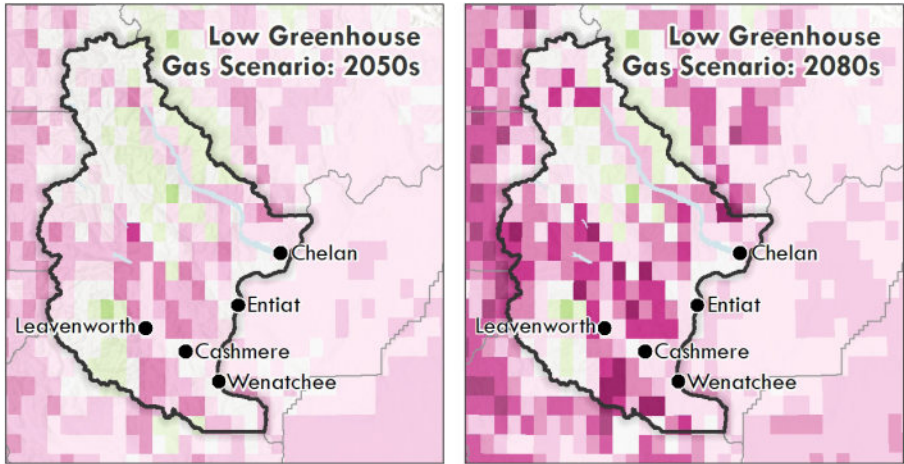 Low Greenhouse
Gas Scenario: 2050s
Chelan
Entiat
Leavenworth
Cashmere
Wenatchee
Low Greenhouse
Gas Scenario: 2080s
Chelan
Entiat
Leavenworth
Cashmere
Wenatchee